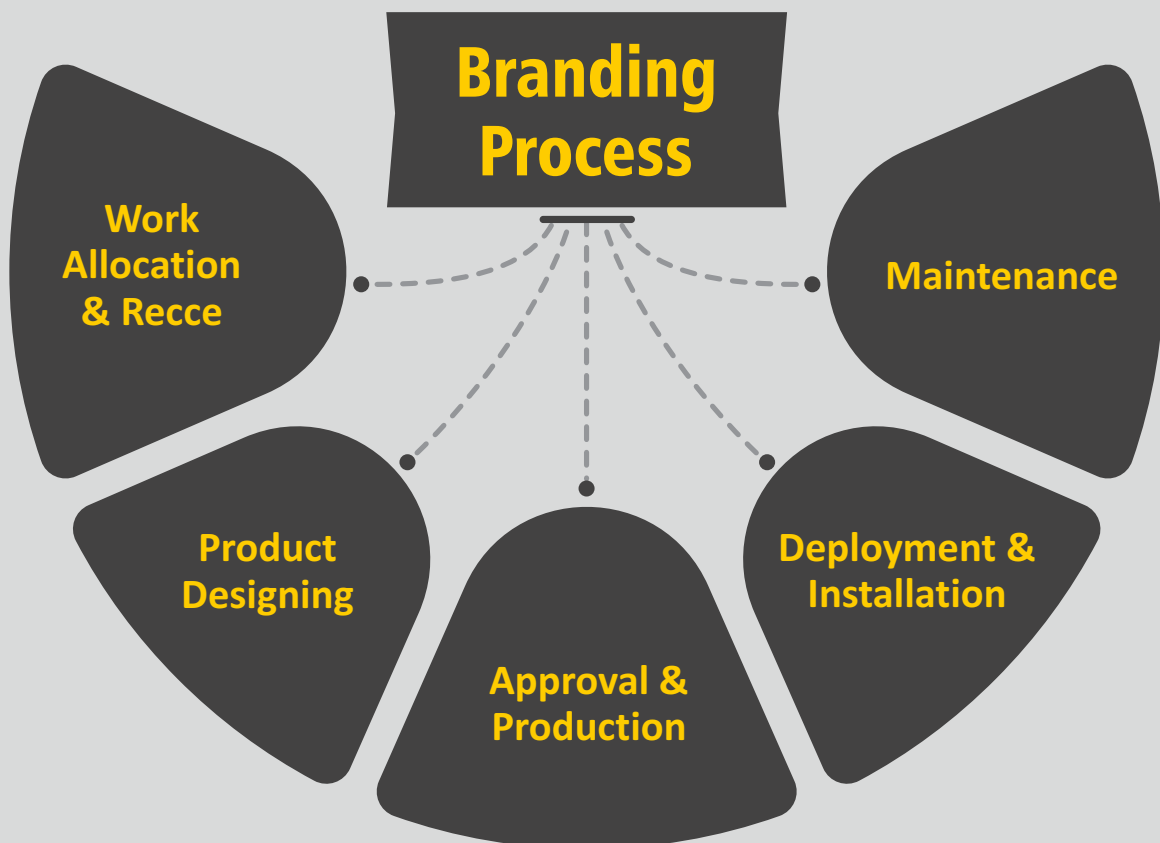 Branding
Process
Work
Allocation
& Recce
Product
Designing
Approval &
Production
Deployment &
Installation
Maintenance